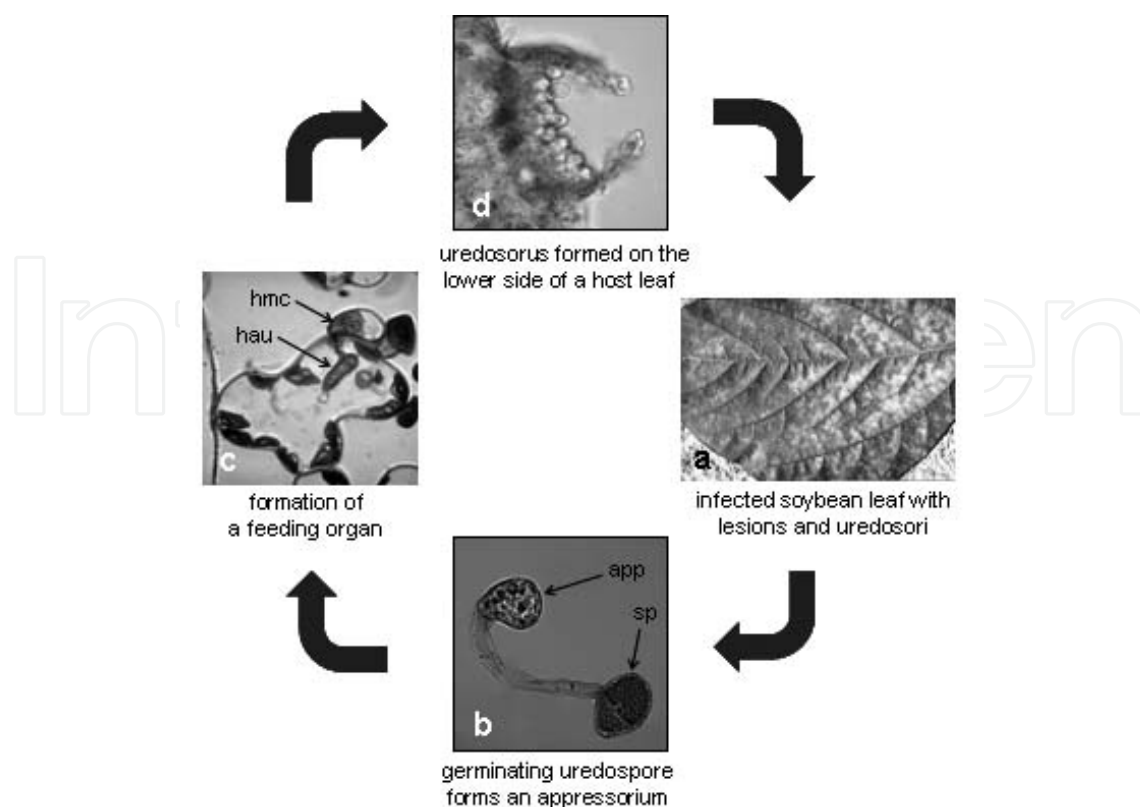 d
uredosorus formed on the
lower side of a host leaf
hmc
hau
c
formation of
a feeding organ
a
infected soybean leaf with
lesions and uredosori
app
sp
b
germinating uredospore
forms an appressorium